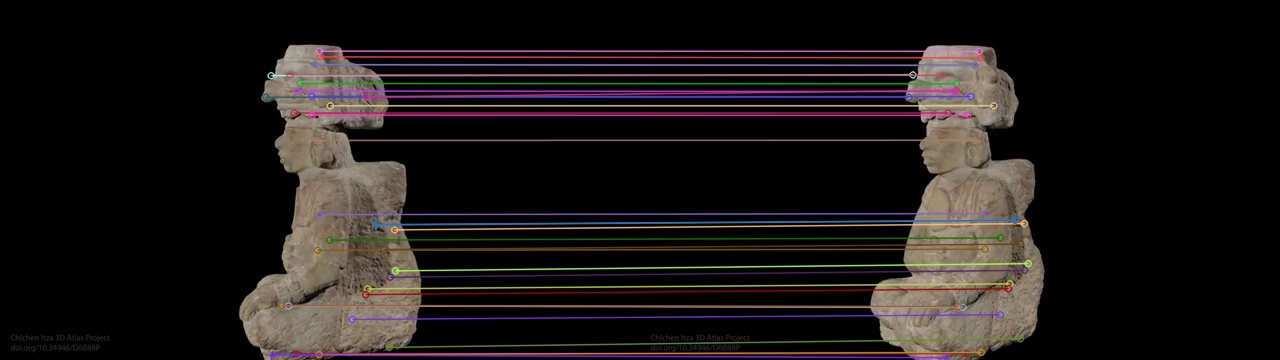 Chichen Itza 3D Atlas Project
doi.org/10.34946/D6B88P
Chichen Itza 3D Atlas Project
doi.org/10.34946/D6B88P